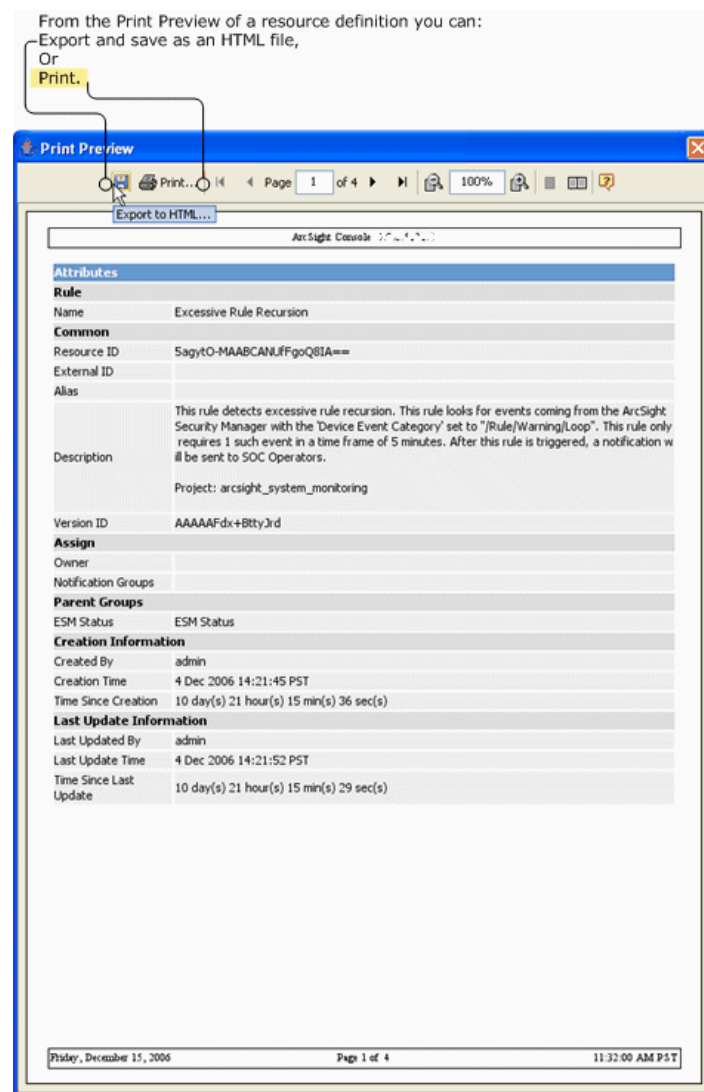 From the Print Preview of a resource definition you can:
Export and save as an HTML file,
Or
Print.
Print Preview
Print... Page 1 of 4 100%
Export to HTML...
ArcSight Console
Attributes
Rule
Name Excessive Rule Recursion
Common
Resource ID 5agytO-MAABCANUfFgoQ8IA==
External ID
Alias
This rule detects excessive rule recursion. This rule looks for events coming from the ArcSight
Security Manager with the 'Device Event Category' set to "/Rule/Warning/Loop". This rule only
requires 1 such event in a time frame of 5 minutes. After this rule is triggered, a notification w
Description ill be sent to SOC Operators.
Project: arcsight_system_monitoring
Version ID AAAAAFdx+BttyJrd
Assign
Owner
Notification Groups
Parent Groups
ESM Status ESM Status
Creation Information
Created By admin
Creation Time 4 Dec 2006 14:21:45 PST
Time Since Creation 10 day(s) 21 hour(s) 15 min(s) 36 sec(s)
Last Update Information
Last Updated By admin
Last Update Time 4 Dec 2006 14:21:52 PST
Time Since Last
Update 10 day(s) 21 hour(s) 15 min(s) 29 sec(s)
Friday, December 15, 2006 Page 1 of 4 11:32:00 AM PST